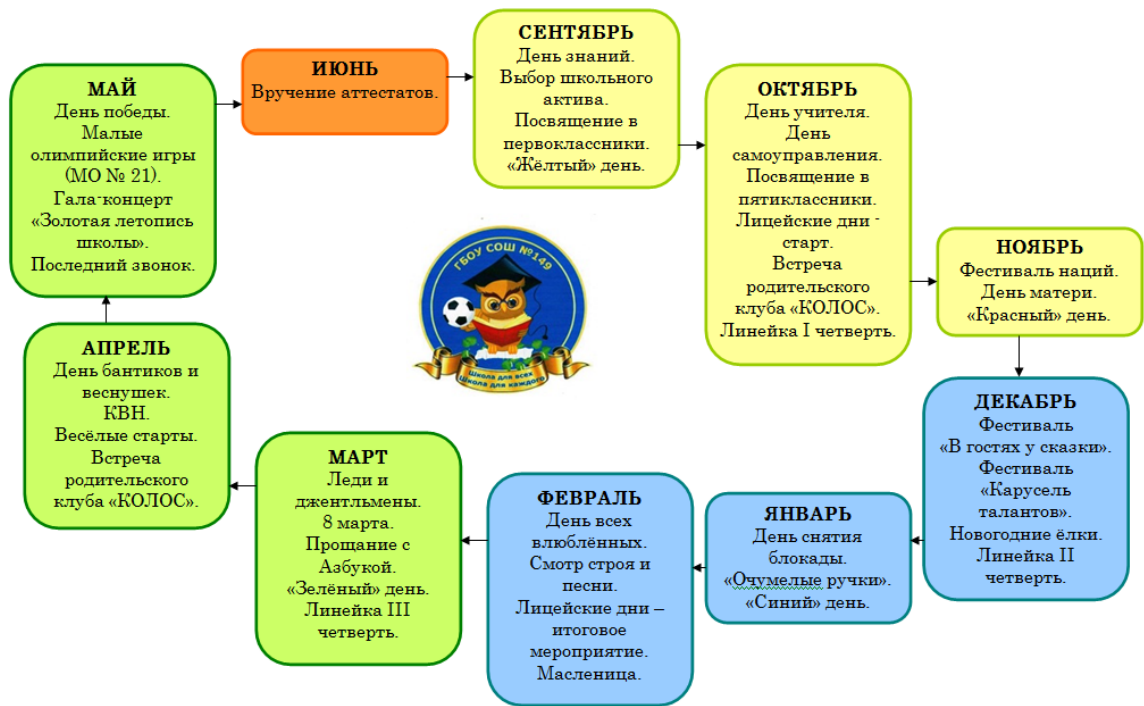 СЕНТЯБРЬ
День знаний.
Выбор школьного
актива.
Посвящение в
первоклассники.
«Жёлтый» день.
ОКТЯБРЬ
День учителя.
День
самоуправления.
Посвящение в
пятиклассники.
Лицейские дни -
старт.
Встреча
родительского
клуба «КОЛОС».
Линейка I четверть.
НОЯБРЬ
Фестиваль наций.
День матери.
«Красный» день.
ДЕКАБРЬ
Фестиваль
«В гостях у сказки».
Фестиваль
«Карусель
талантов».
Новогодние ёлки.
Линейка II
четверть.
ЯНВАРЬ
День снятия
блокады.
«Очумелые ручки».
«Синий» день.
ФЕВРАЛЬ
День всех
влюблённых.
Смотр строя и
песни.
Лицейские дни –
итоговое
мероприятие.
Масленица.
МАРТ
Леди и
джентльмены.
8 марта.
Прощание с
Азбукой.
«Зелёный» день.
Линейка III
четверть.
АПРЕЛЬ
День бантиков и
веснушек.
КВН.
Весёлые старты.
Встреча
родительского
клуба «КОЛОС».
МАЙ
День победы.
Малые
олимпийские игры
(МО № 21).
Гала-концерт
«Золотая летопись
школы».
Последний звонок.
ИЮНЬ
Вручение аттестатов.
ГБОУ СОШ №149
Школа для всех
Школа для каждого